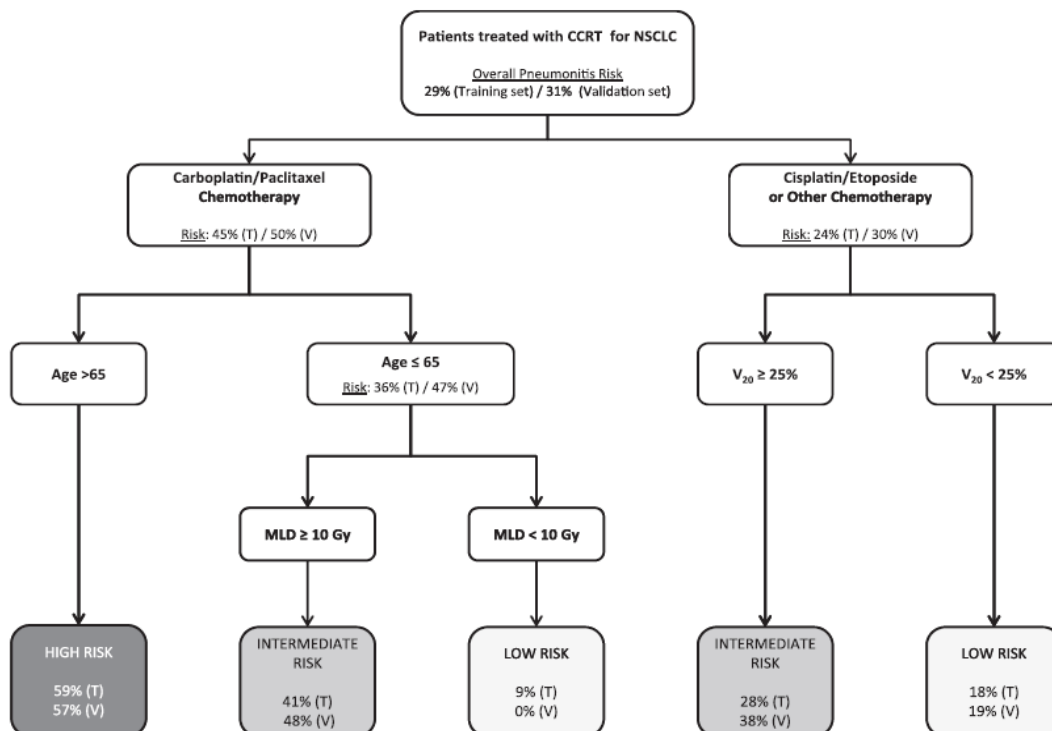 Patients treated with CCRT for NSCLC
Overall Pneumonitis Risk
29% (Training set) / 31% (Validation set)
Carboplatin/Paclitaxel
Chemotherapy
Risk: 45% (T) / 50% (V)
Cisplatin/Etoposide
or Other Chemotherapy
Risk: 24% (T) / 30% (V)
Age >65
Age ≤ 65
Risk: 36% (T) / 47% (V)
V₂₀ ≥ 25%
V₂₀ < 25%
MLD ≥ 10 Gy
MLD < 10 Gy
HIGH RISK
59% (T)
57% (V)
INTERMEDIATE
RISK
41% (T)
48% (V)
LOW RISK
9% (T)
0% (V)
INTERMEDIATE
RISK
28% (T)
38% (V)
LOW RISK
18% (T)
19% (V)